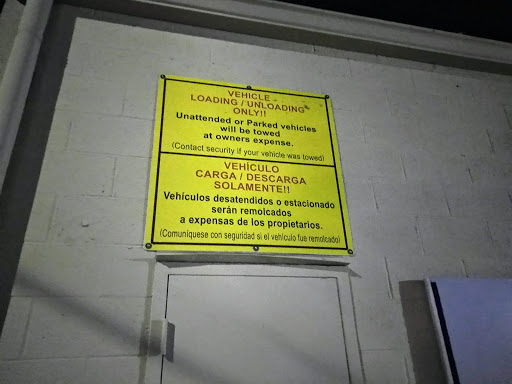 VEHICLE -
LOADING / UNLOADING
ONLY!!
Unattended or Parked vehicles
will be towed
at owners expense.
(Contact security if your vehicle was towed)
VEHÍCULO
CARGA / DESCARGA
SOLAMENTE!!
Vehículos desatendidos o estacionado
serán remolcados
a expensas de los propietarios.
(Comuníquese con seguridad si el vehículo fue remolcado)